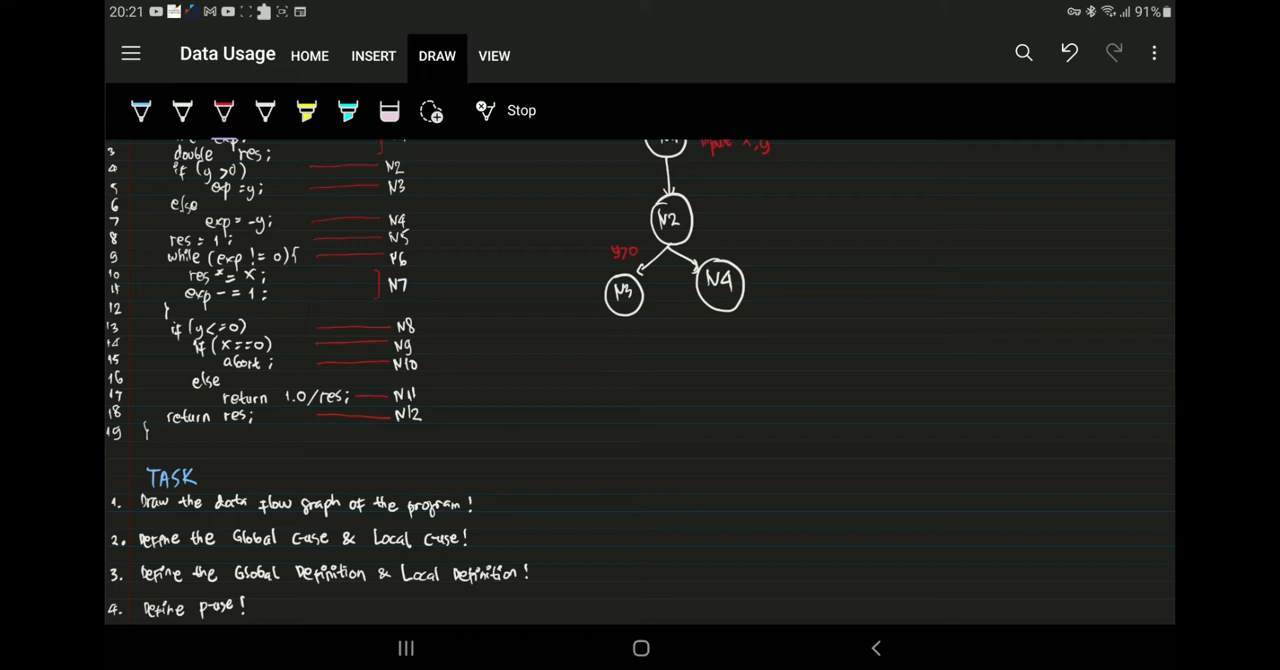 20:21
91%
Data Usage HOME INSERT DRAW VIEW
Stop
3 double res;
4 if (y >0) N2
5 exp =y; N3
6 else
7 exp = -y; N4
8 res = 1; N5
9 while (exp != 0){ N6
10 res *= x;
11 exp -= 1; N7
12 }
13 if (y<=0) N8
14 if (x==0) N9
15 abort; N10
16 else
17 return 1.0/res; N11
18 return res; N12
19 }
input x,y
N2
y>0
N3 N4
TASK
1. Draw the data flow graph of the program!
2. Define the Global c-use & Local c-use!
3. Define the Global Definition & Local Definition!
4. Define p-use!